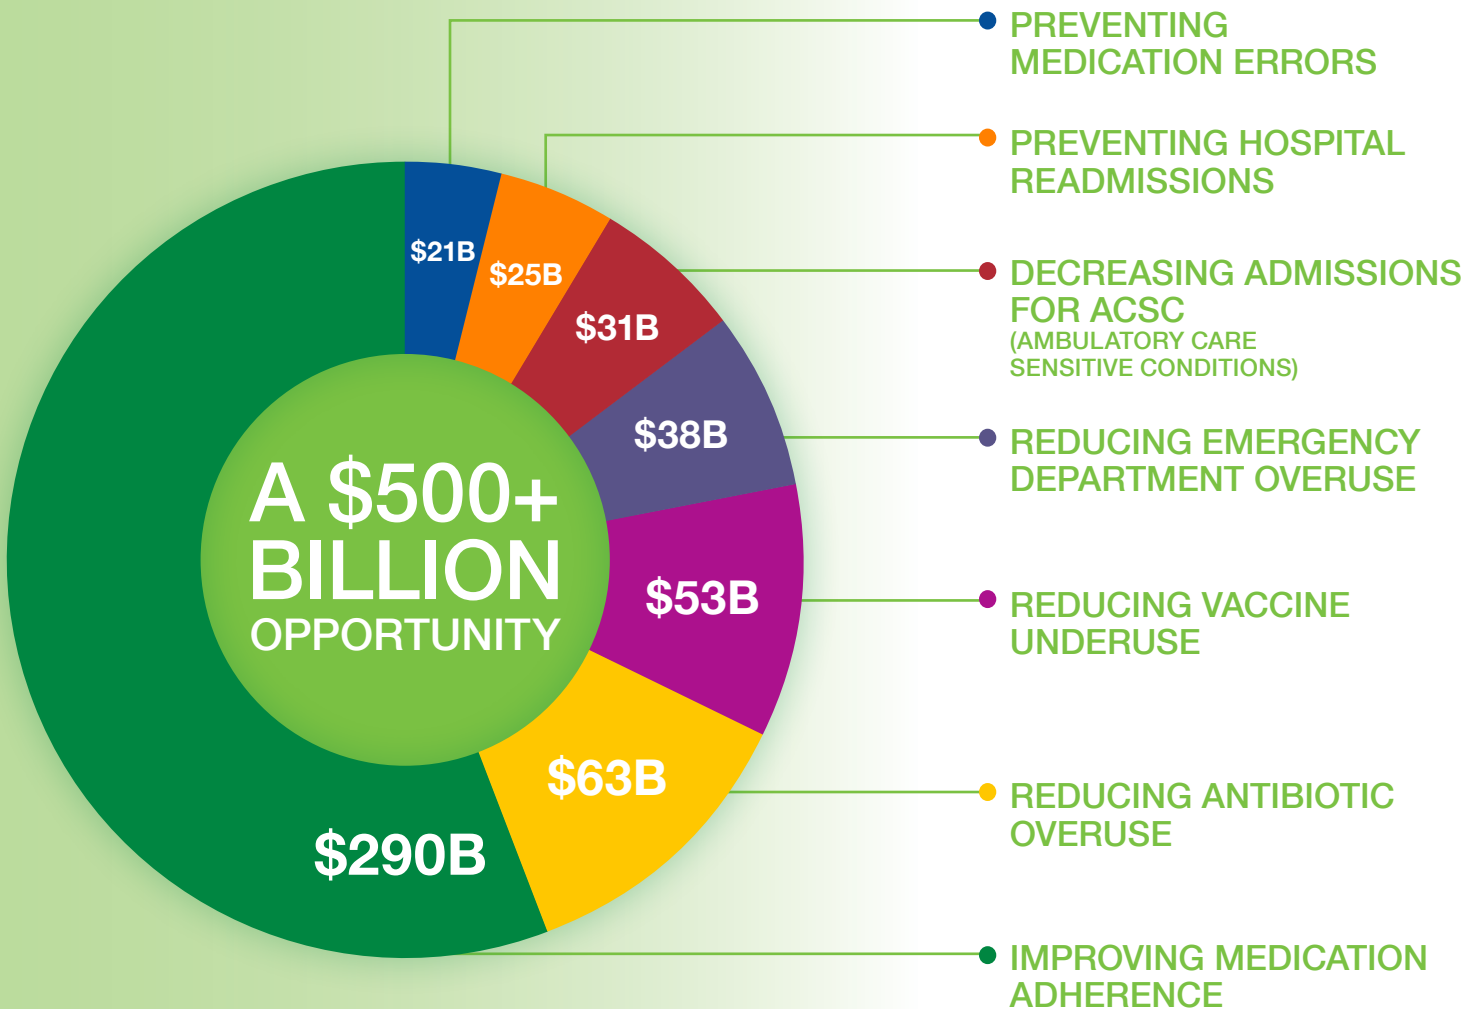 PREVENTING
MEDICATION ERRORS
PREVENTING HOSPITAL
READMISSIONS
DECREASING ADMISSIONS
FOR ACSC
(AMBULATORY CARE
SENSITIVE CONDITIONS)
REDUCING EMERGENCY
DEPARTMENT OVERUSE
REDUCING VACCINE
UNDERUSE
REDUCING ANTIBIOTIC
OVERUSE
IMPROVING MEDICATION
ADHERENCE
$21B
$25B
$31B
$38B
$53B
$63B
$290B
A $500+
BILLION
OPPORTUNITY